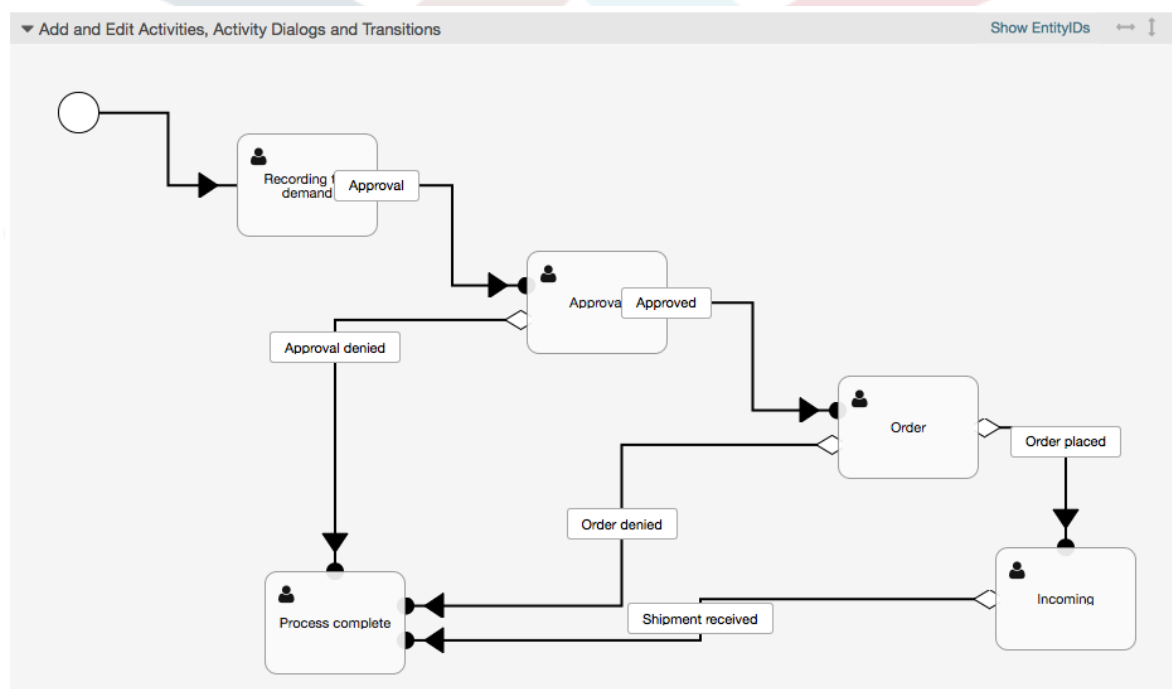 Add and Edit Activities, Activity Dialogs and Transitions
Show EntityIDs
Recording
demand
Approval
Approva
Approved
Approval denied
Order
Order placed
Order denied
Incoming
Process complete
Shipment received